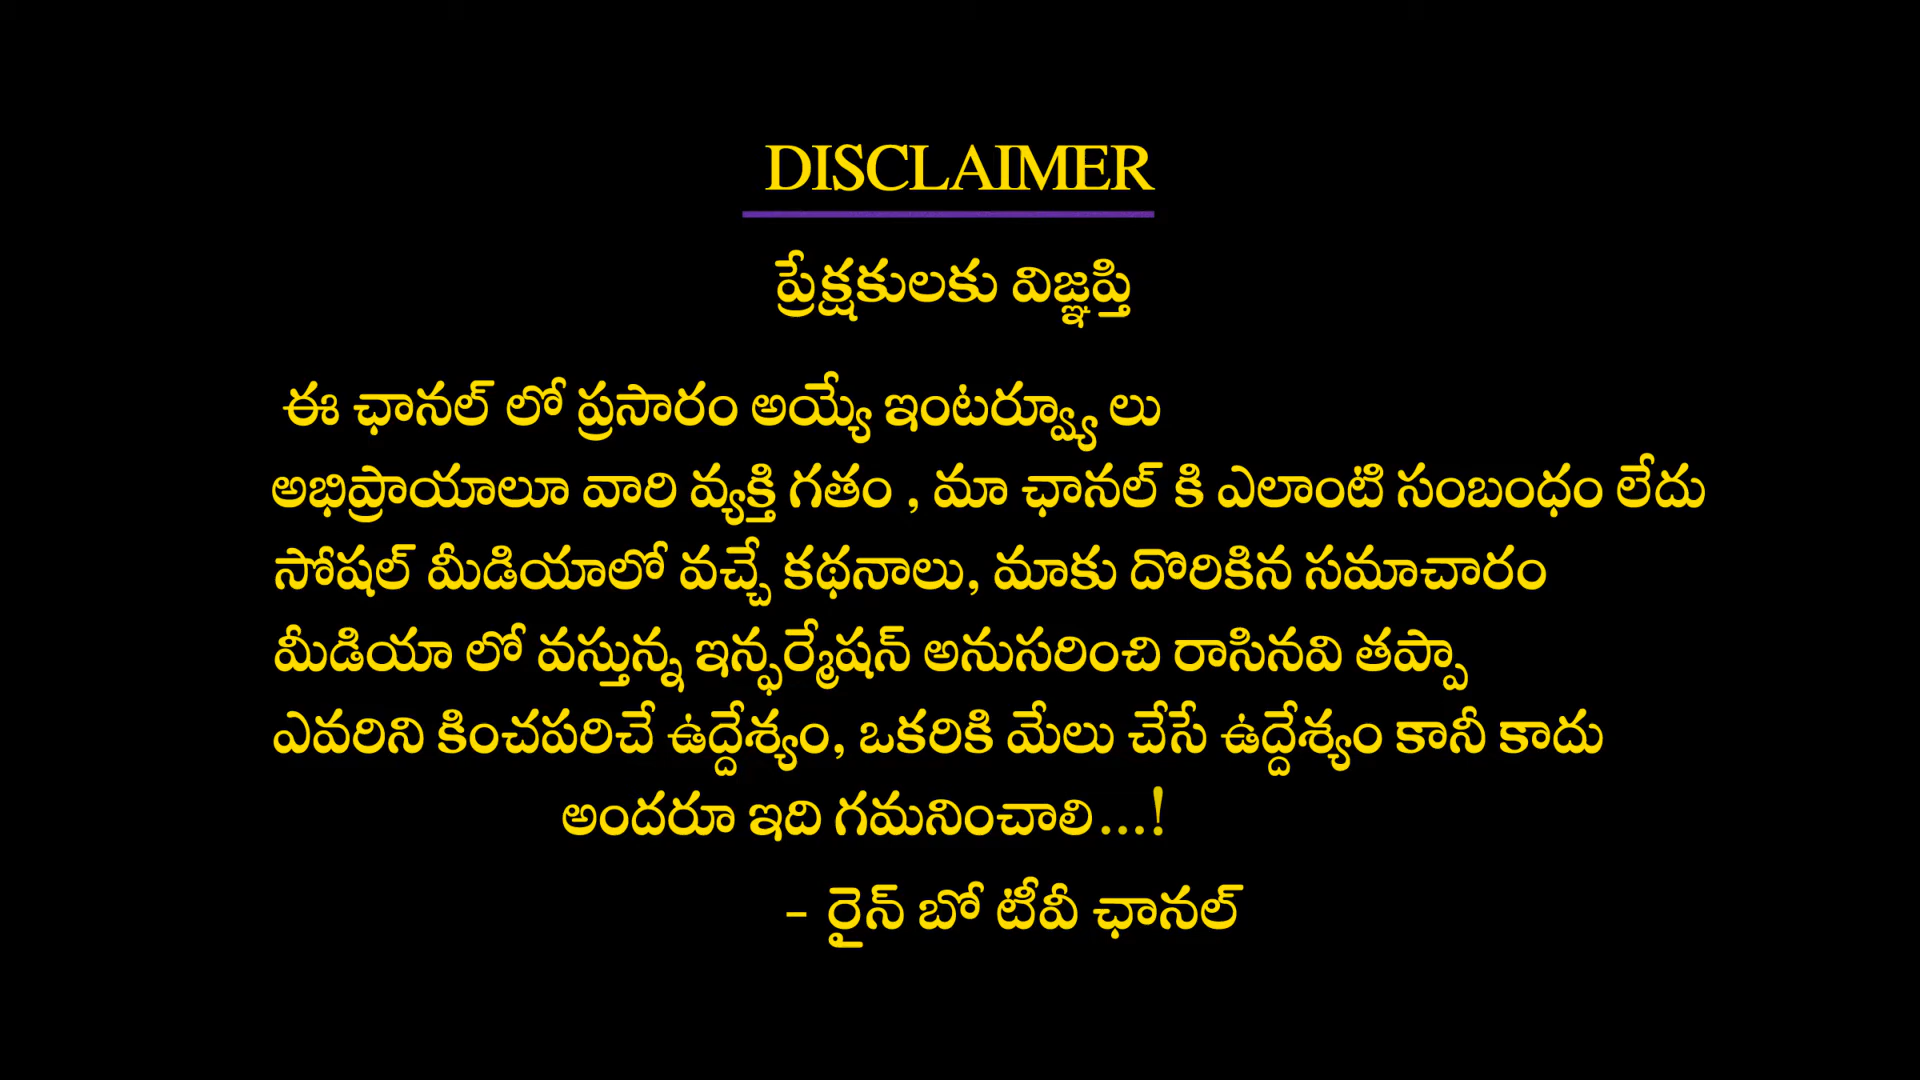 DISCLAIMER
ప్రేక్షకులకు విజ్ఞప్తి
ఈ ఛానల్ లో ప్రసారం అయ్యే ఇంటర్వ్యూ లు
అభిప్రాయాలూ వారి వ్యక్తి గతం , మా ఛానల్ కి ఎలాంటి సంబంధం లేదు
సోషల్ మీడియాలో వచ్చే కథనాలు, మాకు దొరికిన సమాచారం
మీడియా లో వస్తున్న ఇన్ఫర్మేషన్ అనుసరించి రాసినవి తప్పా
ఎవరిని కించపరిచే ఉద్దేశ్యం, ఒకరికి మేలు చేసే ఉద్దేశ్యం కానీ కాదు
అందరూ ఇది గమనించాలి...!
- రైన్ బో టీవీ ఛానల్